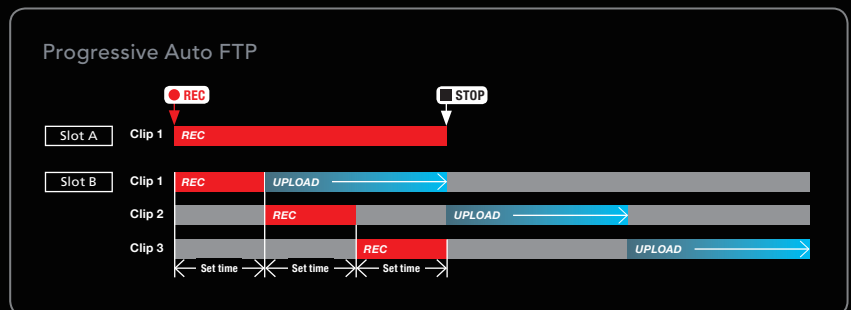 Progressive Auto FTP
REC STOP
Slot A Clip 1 REC
Slot B Clip 1 REC UPLOAD
Clip 2 REC UPLOAD
Clip 3 REC UPLOAD
Set time Set time Set time